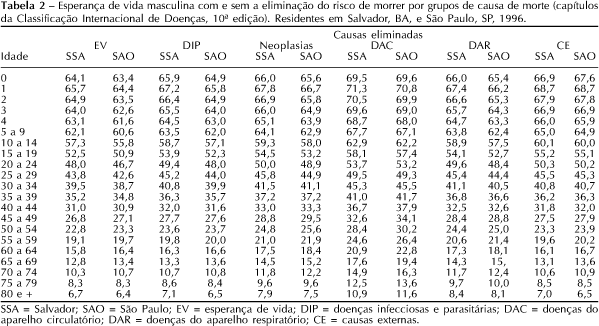 Tabela 2 – Esperança de vida masculina com e sem a eliminação do risco de morrer por grupos de causa de morte (capítulos
da Classificação Internacional de Doenças, 10ª edição). Residentes em Salvador, BA, e São Paulo, SP, 1996.
Causas eliminadas
EV DIP Neoplasias DAC DAR CE
Idade SSA SAO SSA SAO SSA SAO SSA SAO SSA SAO SSA SAO
0 64,1 63,4 65,9 64,9 66,0 65,6 69,5 69,6 66,0 65,4 66,9 67,6
1 65,7 64,4 67,2 65,8 67,8 66,7 71,3 70,8 67,4 66,2 68,7 68,7
2 64,9 63,5 66,4 64,9 66,9 65,8 70,5 69,9 66,6 65,3 67,9 67,8
3 64,0 62,6 65,5 64,0 66,0 64,9 69,6 69,0 65,7 64,3 66,9 66,9
4 63,1 61,6 64,5 63,0 65,1 63,9 68,7 68,0 64,7 63,3 66,0 65,9
5 a 9 62,1 60,6 63,5 62,0 64,1 62,9 67,7 67,1 63,8 62,4 65,0 64,9
10 a 14 57,3 55,8 58,7 57,1 59,3 58,0 62,9 62,2 58,9 57,5 60,1 60,0
15 a 19 52,5 50,9 53,9 52,3 54,5 53,2 58,1 57,4 54,1 52,7 55,2 55,1
20 a 24 48,0 46,7 49,4 48,0 50,0 48,9 53,7 53,2 49,6 48,4 50,3 50,2
25 a 29 43,8 42,6 45,2 44,0 45,8 44,9 49,5 49,3 45,4 44,4 45,5 45,3
30 a 34 39,5 38,7 40,8 39,9 41,5 41,1 45,3 45,5 41,1 40,5 40,8 40,7
35 a 39 35,2 34,8 36,3 35,7 37,2 37,2 41,0 41,7 36,8 36,6 36,2 36,3
40 a 44 31,0 30,9 32,0 31,6 33,0 33,3 36,7 37,9 32,5 32,6 31,8 32,0
45 a 49 26,8 27,1 27,7 27,6 28,8 29,5 32,6 34,1 28,4 28,8 27,5 27,9
50 a 54 22,8 23,3 23,6 23,7 24,8 25,6 28,4 30,2 24,4 25,0 23,3 23,9
55 a 59 19,1 19,7 19,8 20,0 21,0 21,9 24,6 26,4 20,6 21,4 19,6 20,2
60 a 64 15,8 16,4 16,3 16,6 17,5 18,4 20,9 22,8 17,3 18,1 16,1 16,7
65 a 69 12,8 13,4 13,3 13,6 14,5 15,2 17,6 19,4 14,3 15, 13,1 13,6
70 a 74 10,3 10,7 10,7 10,8 11,8 12,2 14,9 16,3 11,7 12,4 10,6 10,9
75 a 79 8,3 8,3 8,6 8,4 9,6 9,6 12,5 13,6 9,7 10,0 8,5 8,5
80 e + 6,7 6,4 7,1 6,5 7,9 7,5 10,9 11,6 8,4 8,1 7,0 6,5
SSA = Salvador; SAO = São Paulo; EV = esperança de vida; DIP = doenças infecciosas e parasitárias; DAC = doenças do
aparelho circulatório; DAR = doenças do aparelho respiratório; CE = causas externas.